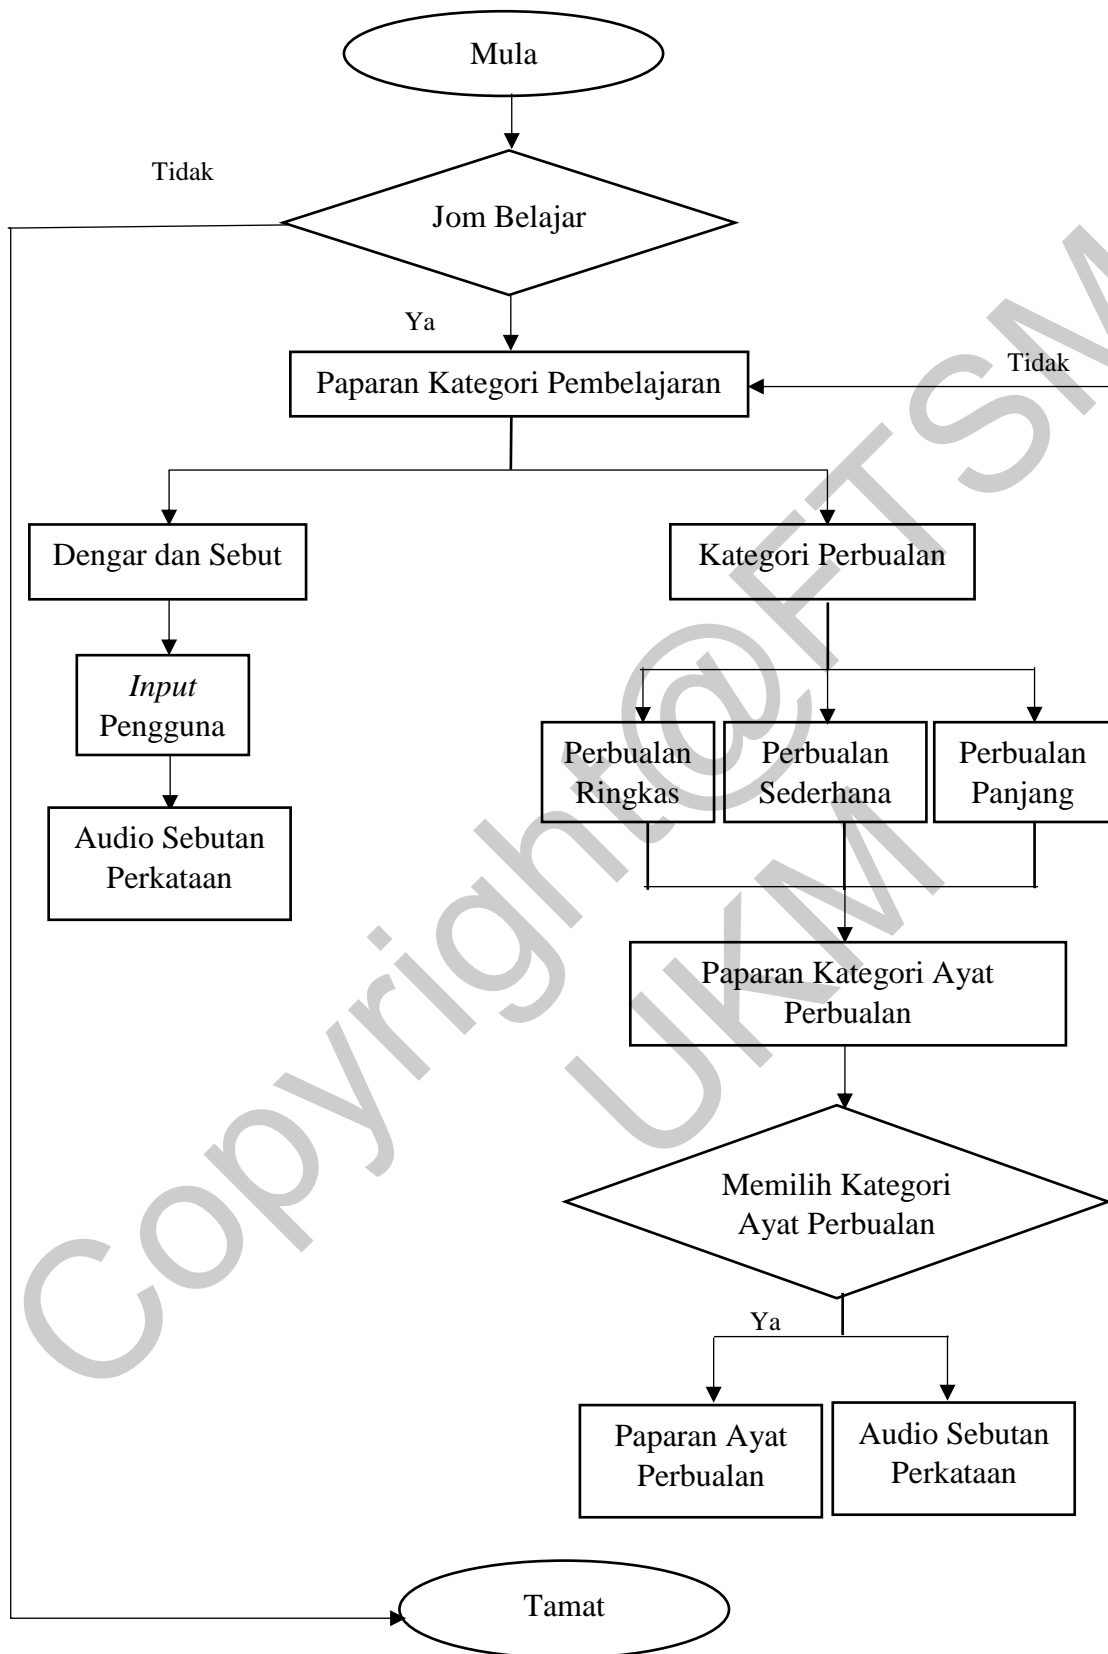 Mula
Tidak
Jom Belajar
Ya
Paparan Kategori Pembelajaran
Tidak
Dengar dan Sebut
Kategori Perbualan
Input
Pengguna
Perbualan
Ringkas
Perbualan
Sederhana
Perbualan
Panjang
Audio Sebutan
Perkataan
Paparan Kategori Ayat
Perbualan
Memilih Kategori
Ayat Perbualan
Ya
Paparan Ayat
Perbualan
Audio Sebutan
Perkataan
Tamat
Copyright@FTSM
UKM